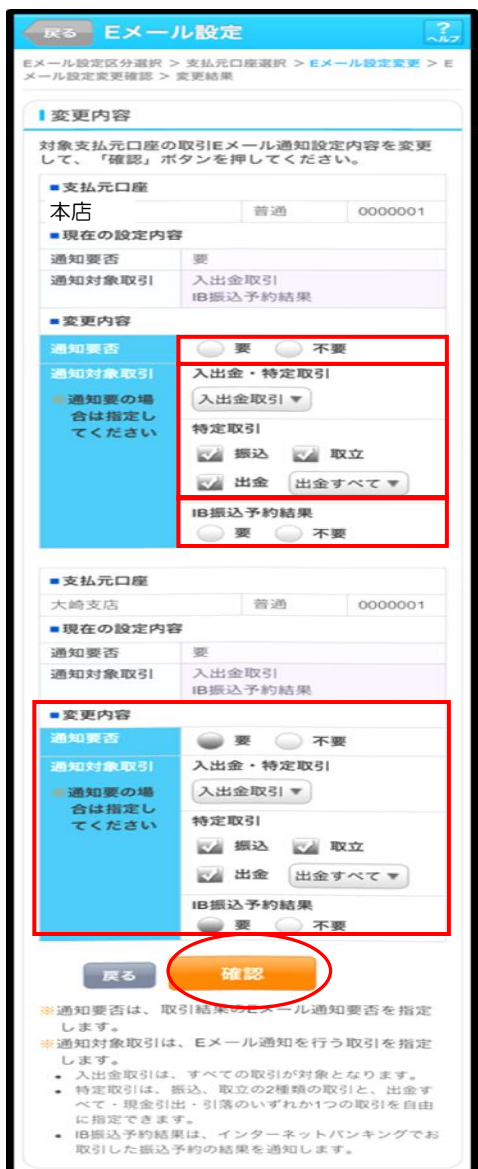 戻る Eメール設定 ? ヘルプ
Eメール設定区分選択 > 支払元口座選択 > Eメール設定変更 > E
メール設定変更確認 > 変更結果
変更内容
対象支払元口座の取引Eメール通知設定内容を変更
して、「確認」ボタンを押してください。
■支払元口座
本店 普通 0000001
■現在の設定内容
通知要否 要
通知対象取引 入出金取引
IB振込予約結果
■変更内容
通知要否 要 不要
通知対象取引 入出金・特定取引
※通知要の場
合は指定し
てください
入出金取引▼
特定取引
振込 取立
出金 出金すべて▼
IB振込予約結果
要 不要
■支払元口座
大崎支店 普通 0000001
■現在の設定内容
通知要否 要
通知対象取引 入出金取引
IB振込予約結果
■変更内容
通知要否 要 不要
通知対象取引 入出金・特定取引
※通知要の場
合は指定し
てください
入出金取引▼
特定取引
振込 取立
出金 出金すべて▼
IB振込予約結果
要 不要
戻る 確認
※通知要否は、取引結果のEメール通知要否を指定
します。
※通知対象取引は、Eメール通知を行う取引を指定
します。
• 入出金取引は、すべての取引が対象となります。
• 特定取引は、振込、取立の2種類の取引と、出金す
べて・現金引出・引落のいずれか1つの取引を自由
に指定できます。
• IB振込予約結果は、インターネットバンキングでお
取引した振込予約の結果を通知します。